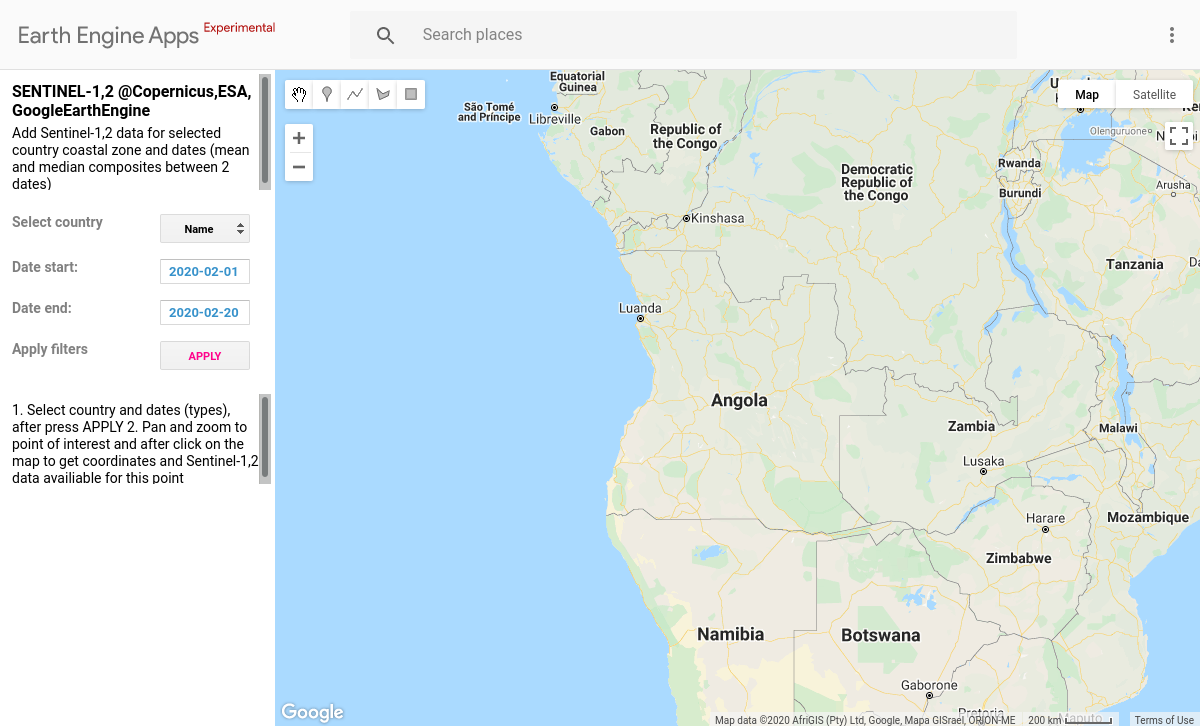 Earth Engine Apps Experimental
Search places
SENTINEL-1,2 @Copernicus,ESA,
GoogleEarthEngine
Add Sentinel-1,2 data for selected
country coastal zone and dates (mean
and median composites between 2
dates)
Select country
Name
Date start:
2020-02-01
Date end:
2020-02-20
Apply filters
APPLY
1. Select country and dates (types),
after press APPLY 2. Pan and zoom to
point of interest and after click on the
map to get coordinates and Sentinel-1,2
data availiable for this point
Map
Satellite
+
−
Equatorial
Guinea
São Tomé
and Príncipe
Libreville
Gabon
Republic of
the Congo
Democratic
Republic of
the Congo
Kinshasa
Olenguruone
Rwanda
Burundi
Arusha
Tanzania
Luanda
Angola
Zambia
Malawi
Lusaka
Harare
Mozambique
Zimbabwe
Namibia
Botswana
Gaborone
Pretoria
Maputo
Google
Map data ©2020 AfriGIS (Pty) Ltd, Google, Mapa GISrael, ORION-ME
200 km
Terms of Use